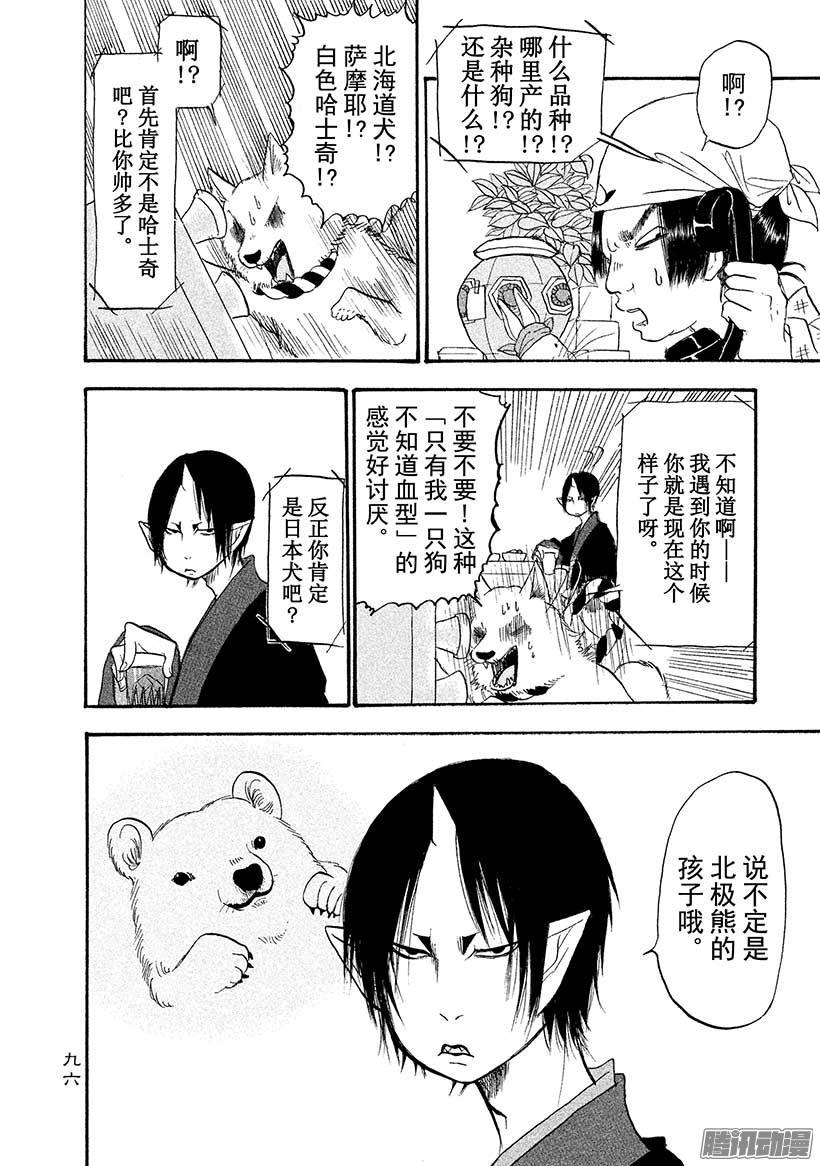 啊!?
什么品种!?
哪里产的!?
杂种狗!?
还是什么!?
北海道犬!?
萨摩耶!?
白色哈士奇!?
啊!?
首先肯定不是哈士奇
吧？比你帅多了。
不知道啊——
我遇到你的时候
你就是现在这个
样子了呀。
不要不要！这种
「只有我一只狗
不知道血型」的
感觉好讨厌。
反正你肯定
是日本犬吧？
说不定是
北极熊的
孩子哦。
九六
腾讯动漫